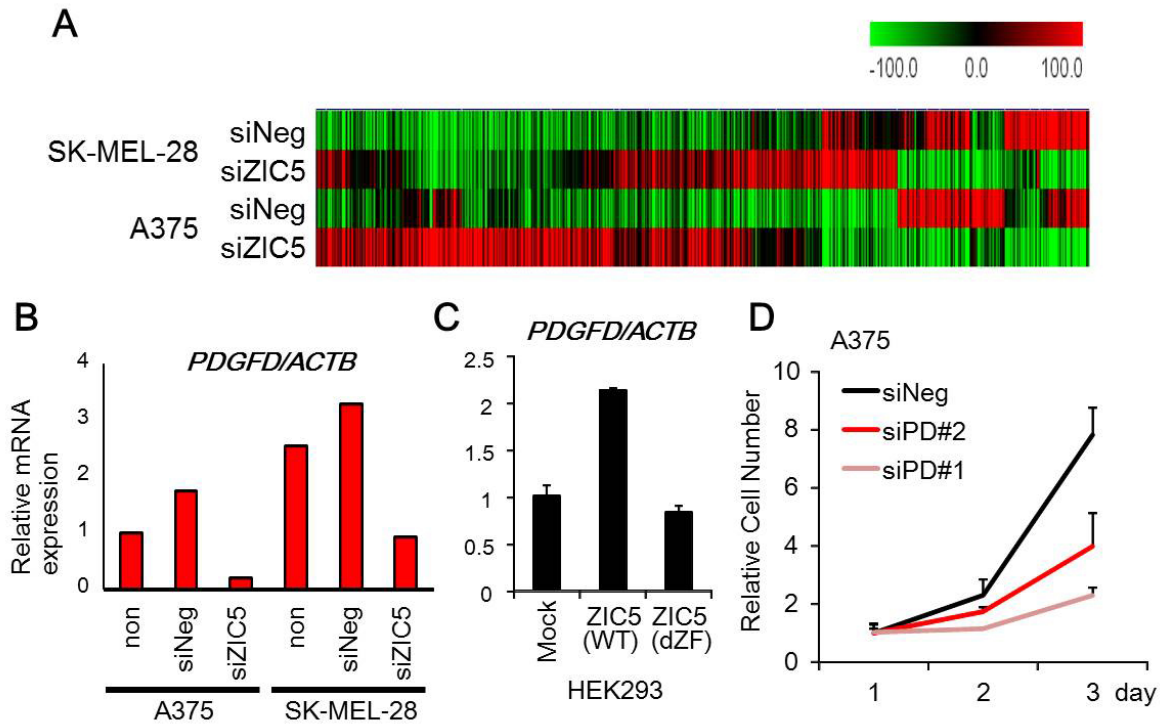 A
-100.0 0.0 100.0
SK-MEL-28
siNeg
siZIC5
A375
siNeg
siZIC5
B
PDGFD/ACTB
Relative mRNA
expression
4
3
2
1
0
non
siNeg
siZIC5
non
siNeg
siZIC5
A375
SK-MEL-28
C
PDGFD/ACTB
2.5
2
1.5
1
0.5
0
Mock
ZIC5
(WT)
ZIC5
(dZF)
HEK293
D
A375
Relative Cell Number
10
8
6
4
2
0
siNeg
siPD#2
siPD#1
1 2 3 day